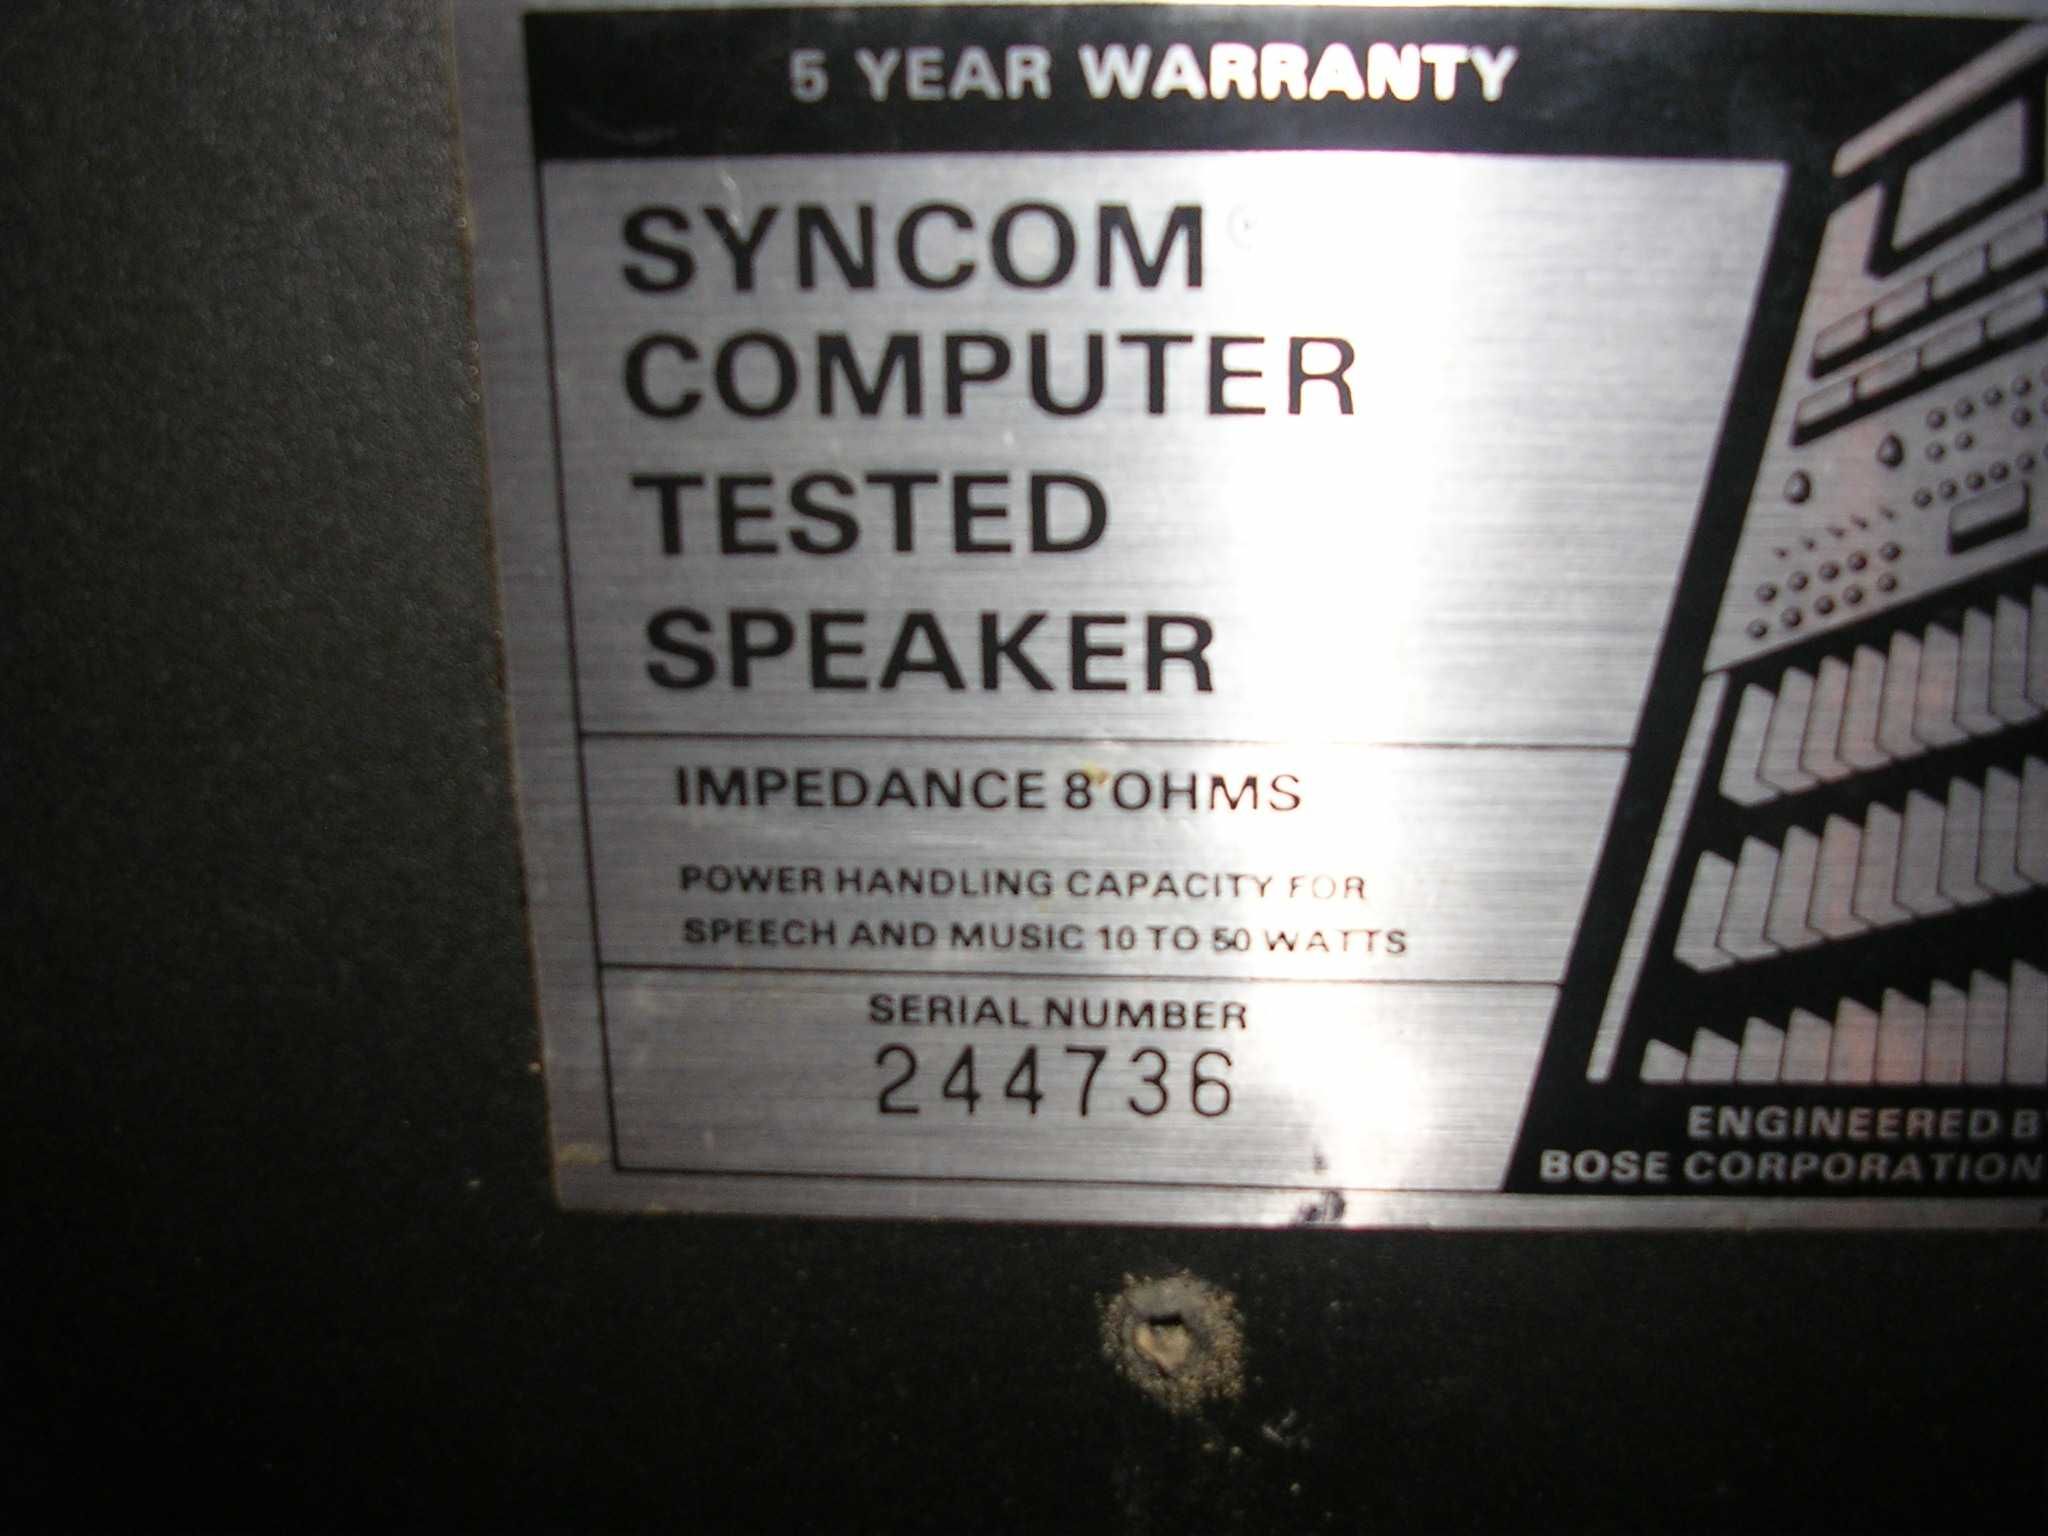 5 YEAR WARRANTY
SYNCOM
COMPUTER
TESTED
SPEAKER
IMPEDANCE 8 OHMS
POWER HANDLING CAPACITY FOR
SPEECH AND MUSIC 10 TO 50 WATTS
SERIAL NUMBER
244736
ENGINEERED B
BOSE CORPORATION